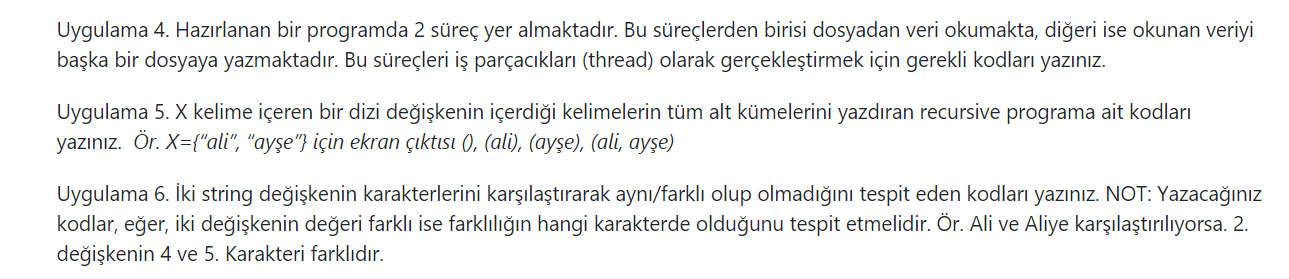 Uygulama 4. Hazırlanan bir programda 2 süreç yer almaktadır. Bu süreçlerden birisi dosyadan veri okumakta, diğeri ise okunan veriyi
başka bir dosyaya yazmaktadır. Bu süreçleri iş parçacıkları (thread) olarak gerçekleştirmek için gerekli kodları yazınız.
Uygulama 5. X kelime içeren bir dizi değişkenin içerdiği kelimelerin tüm alt kümelerini yazdıran recursive programa ait kodları
yazınız. Ör. X={“ali”, “ayşe”} için ekran çıktısı (), (ali), (ayşe), (ali, ayşe)
Uygulama 6. İki string değişkenin karakterlerini karşılaştırarak aynı/farklı olup olmadığını tespit eden kodları yazınız. NOT: Yazacağınız
kodlar, eğer, iki değişkenin değeri farklı ise farklılığın hangi karakterde olduğunu tespit etmelidir. Ör. Ali ve Aliye karşılaştırılıyorsa. 2.
değişkenin 4 ve 5. Karakteri farklıdır.